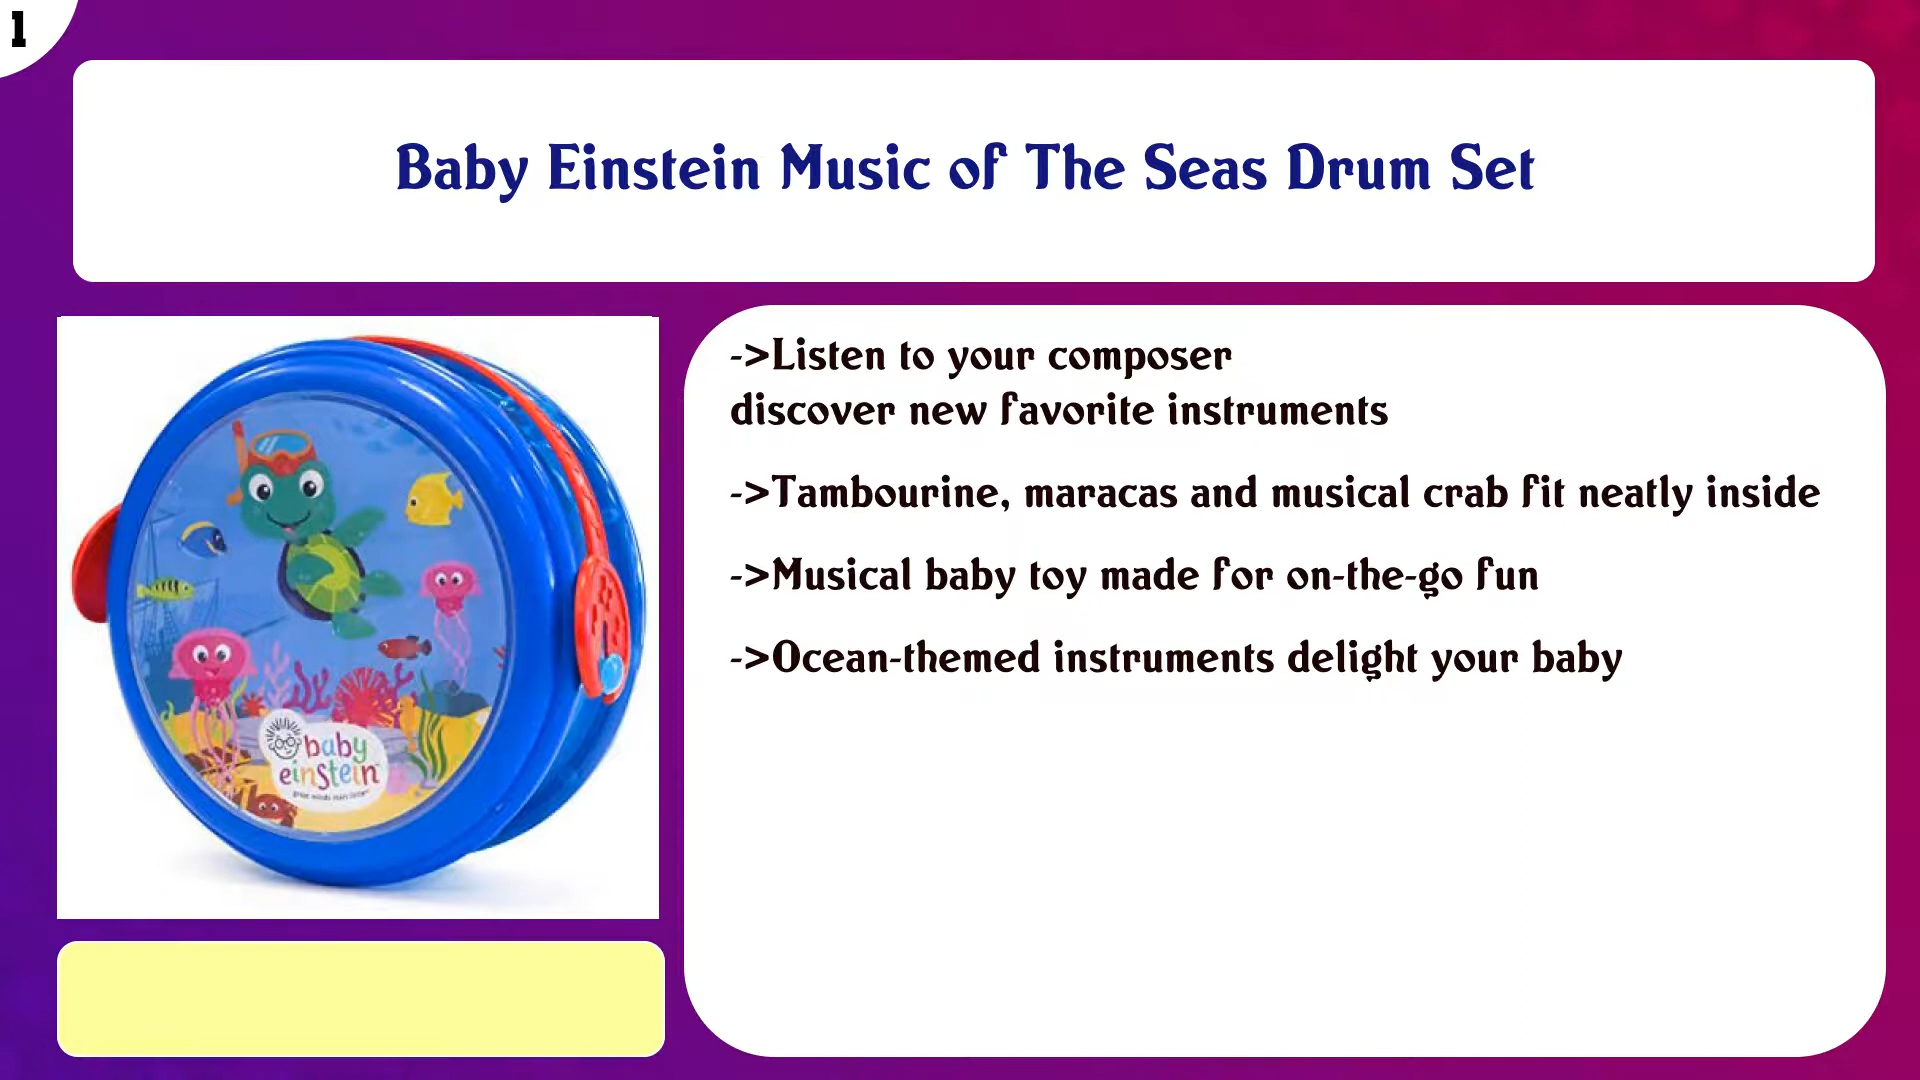 1
Baby Einstein Music of The Seas Drum Set
->Listen to your composer
discover new favorite instruments
->Tambourine, maracas and musical crab fit neatly inside
->Musical baby toy made for on-the-go fun
->Ocean-themed instruments delight your baby
baby
einstein